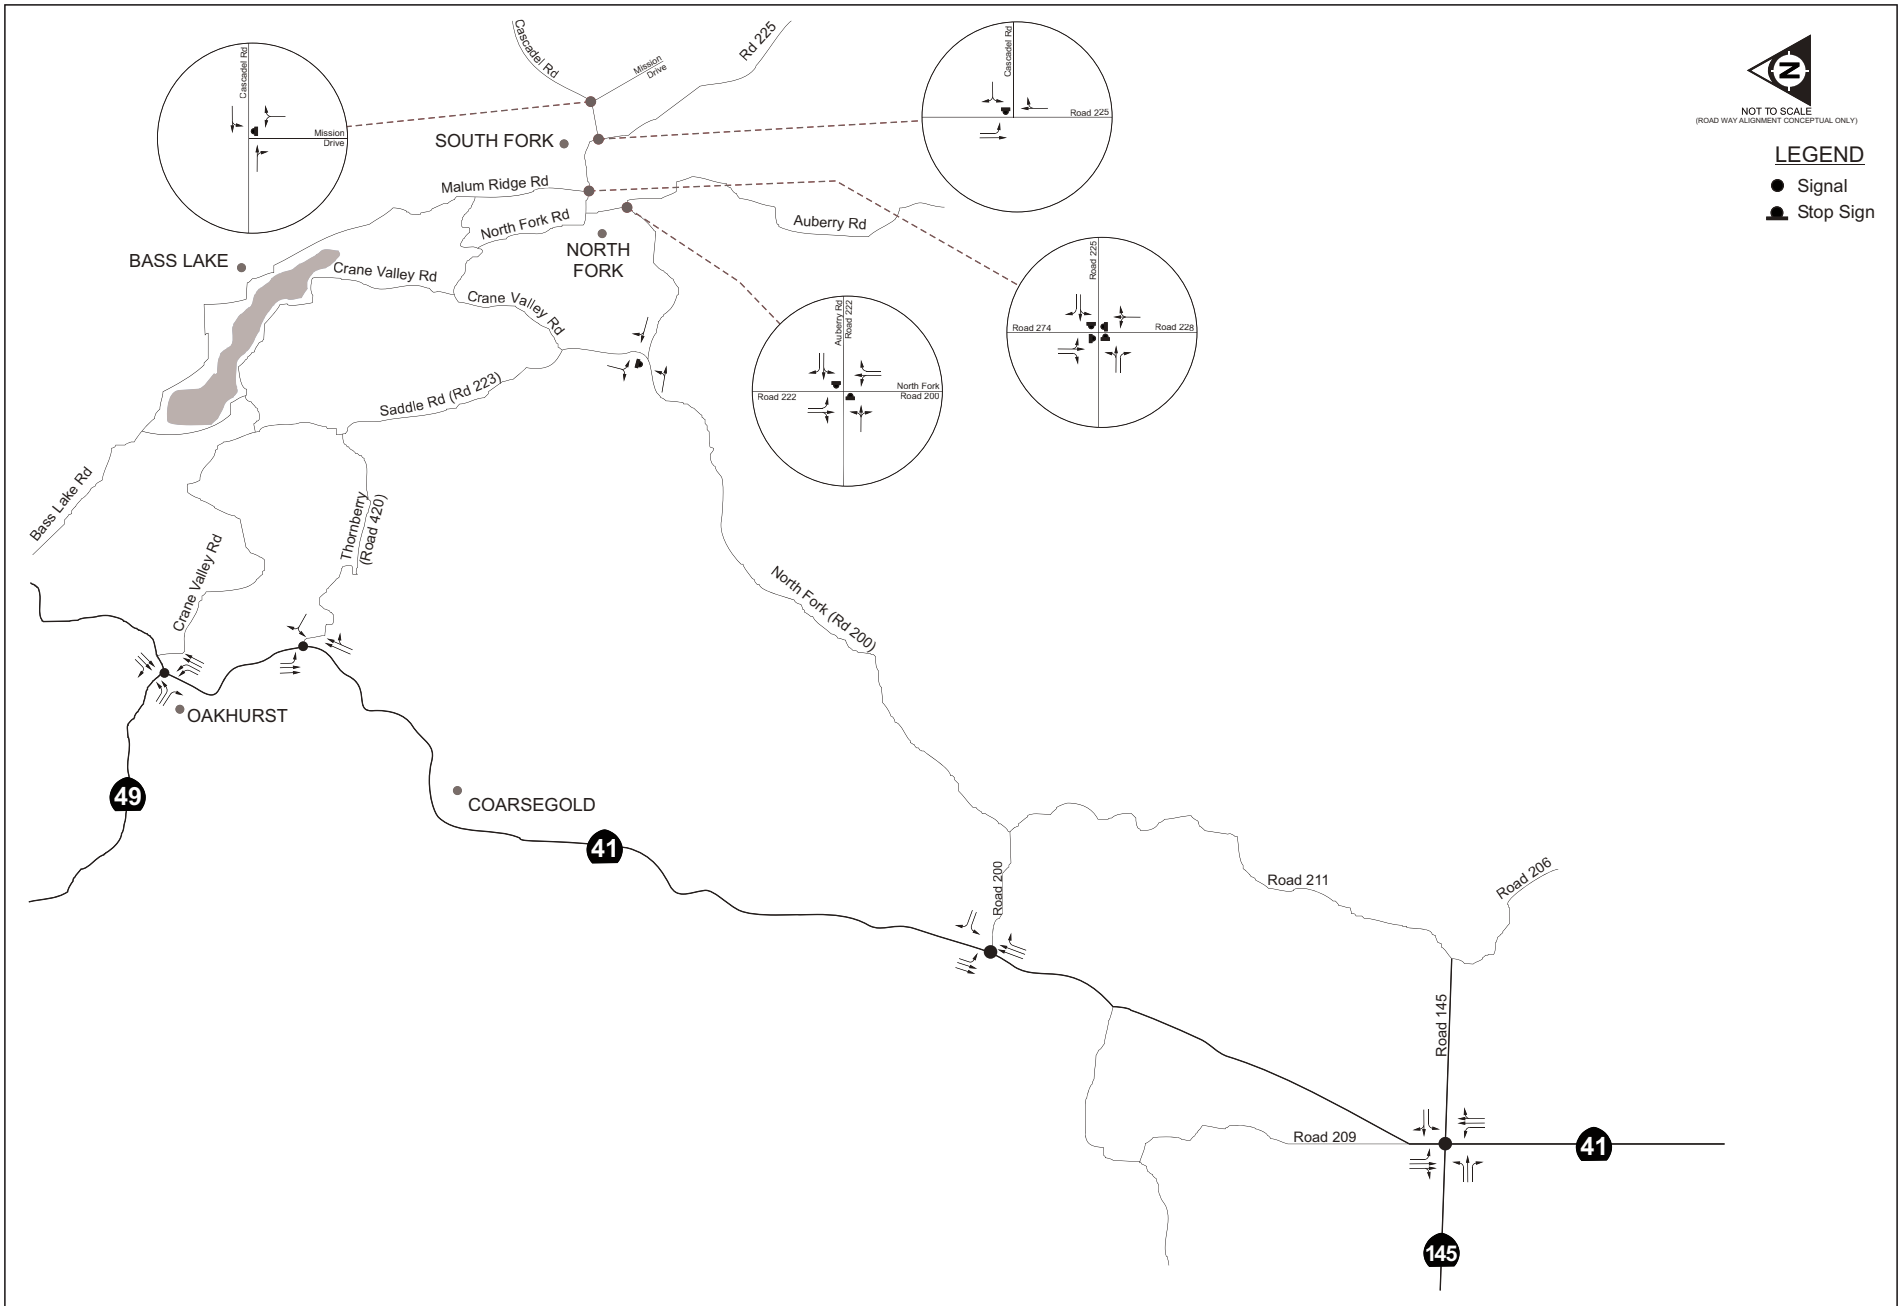 Cascadel Rd
Mission
Drive
Cascadel Rd
Mission
Drive
Rd 225
Cascadel Rd
Road 225
N
NOT TO SCALE
(ROAD WAY ALIGNMENT CONCEPTUAL ONLY)
LEGEND
Signal
Stop Sign
SOUTH FORK
Malum Ridge Rd
North Fork Rd
NORTH
FORK
Auberry Rd
BASS LAKE
Crane Valley Rd
Crane Valley Rd
Road 225
Road 274
Road 228
Auberry Rd
Road 222
Road 222
North Fork
Road 200
Saddle Rd (Rd 223)
Bass Lake Rd
Thornberry
(Road 420)
Crane Valley Rd
North Fork (Rd 200)
OAKHURST
49
COARSEGOLD
41
Road 200
Road 211
Road 206
Road 145
Road 209
41
145